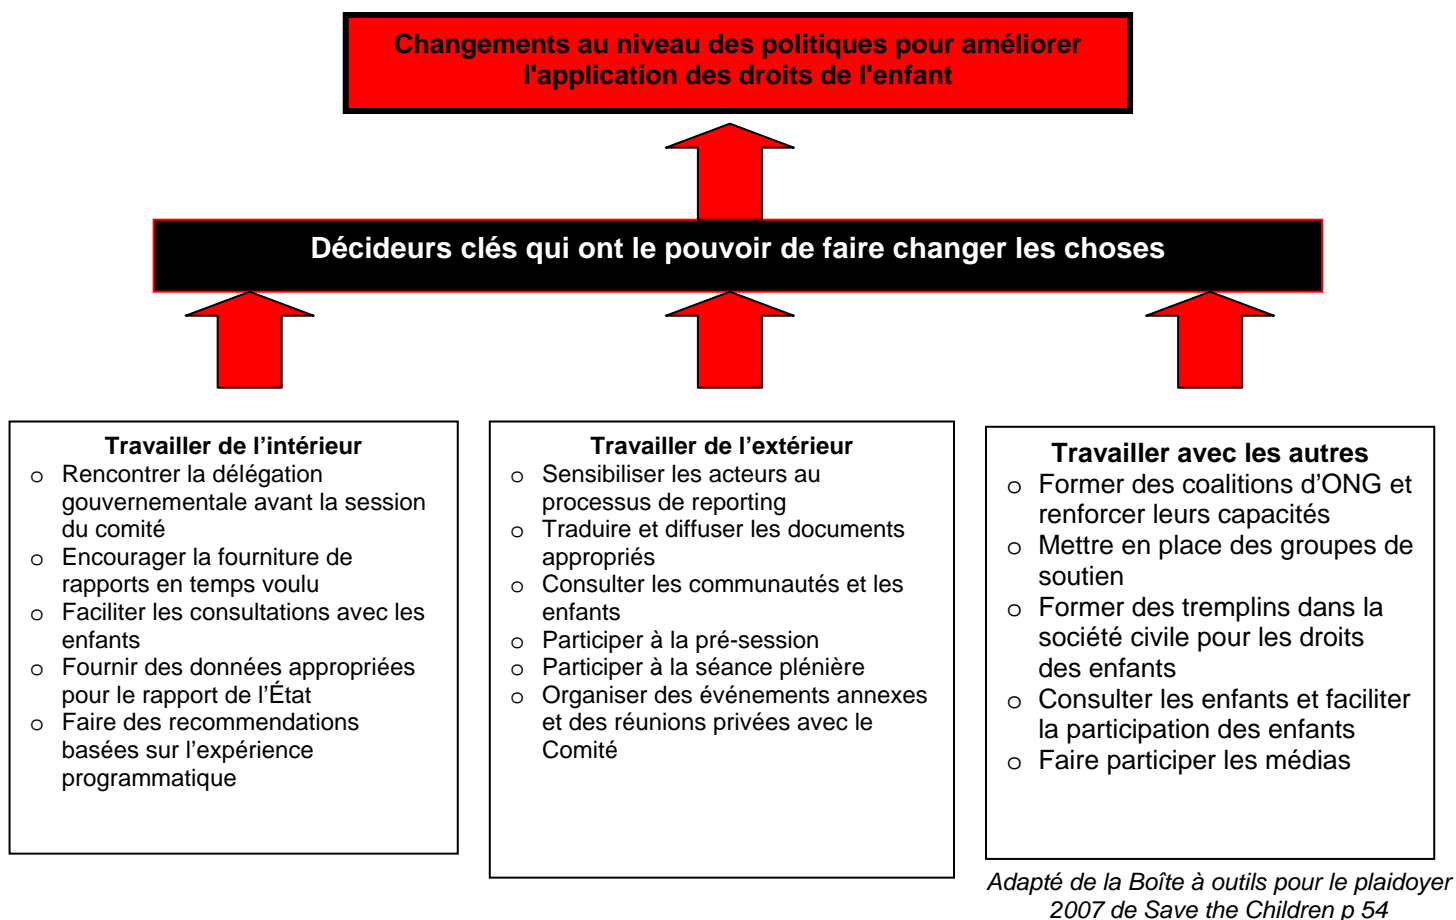 Changements au niveau des politiques pour améliorer
l'application des droits de l'enfant
Décideurs clés qui ont le pouvoir de faire changer les choses
Travailler de l’intérieur
o Rencontrer la délégation
gouvernementale avant la session
du comité
o Encourager la fourniture de
rapports en temps voulu
o Faciliter les consultations avec les
enfants
o Fournir des données appropriées
pour le rapport de l’État
o Faire des recommendations
basées sur l’expérience
programmatique
Travailler de l’extérieur
o Sensibiliser les acteurs au
processus de reporting
o Traduire et diffuser les documents
appropriés
o Consulter les communautés et les
enfants
o Participer à la pré-session
o Participer à la séance plénière
o Organiser des événements annexes
et des réunions privées avec le
Comité
Travailler avec les autres
o Former des coalitions d’ONG et
renforcer leurs capacités
o Mettre en place des groupes de
soutien
o Former des tremplins dans la
société civile pour les droits
des enfants
o Consulter les enfants et faciliter
la participation des enfants
o Faire participer les médias
Adapté de la Boîte à outils pour le plaidoyer
2007 de Save the Children p 54